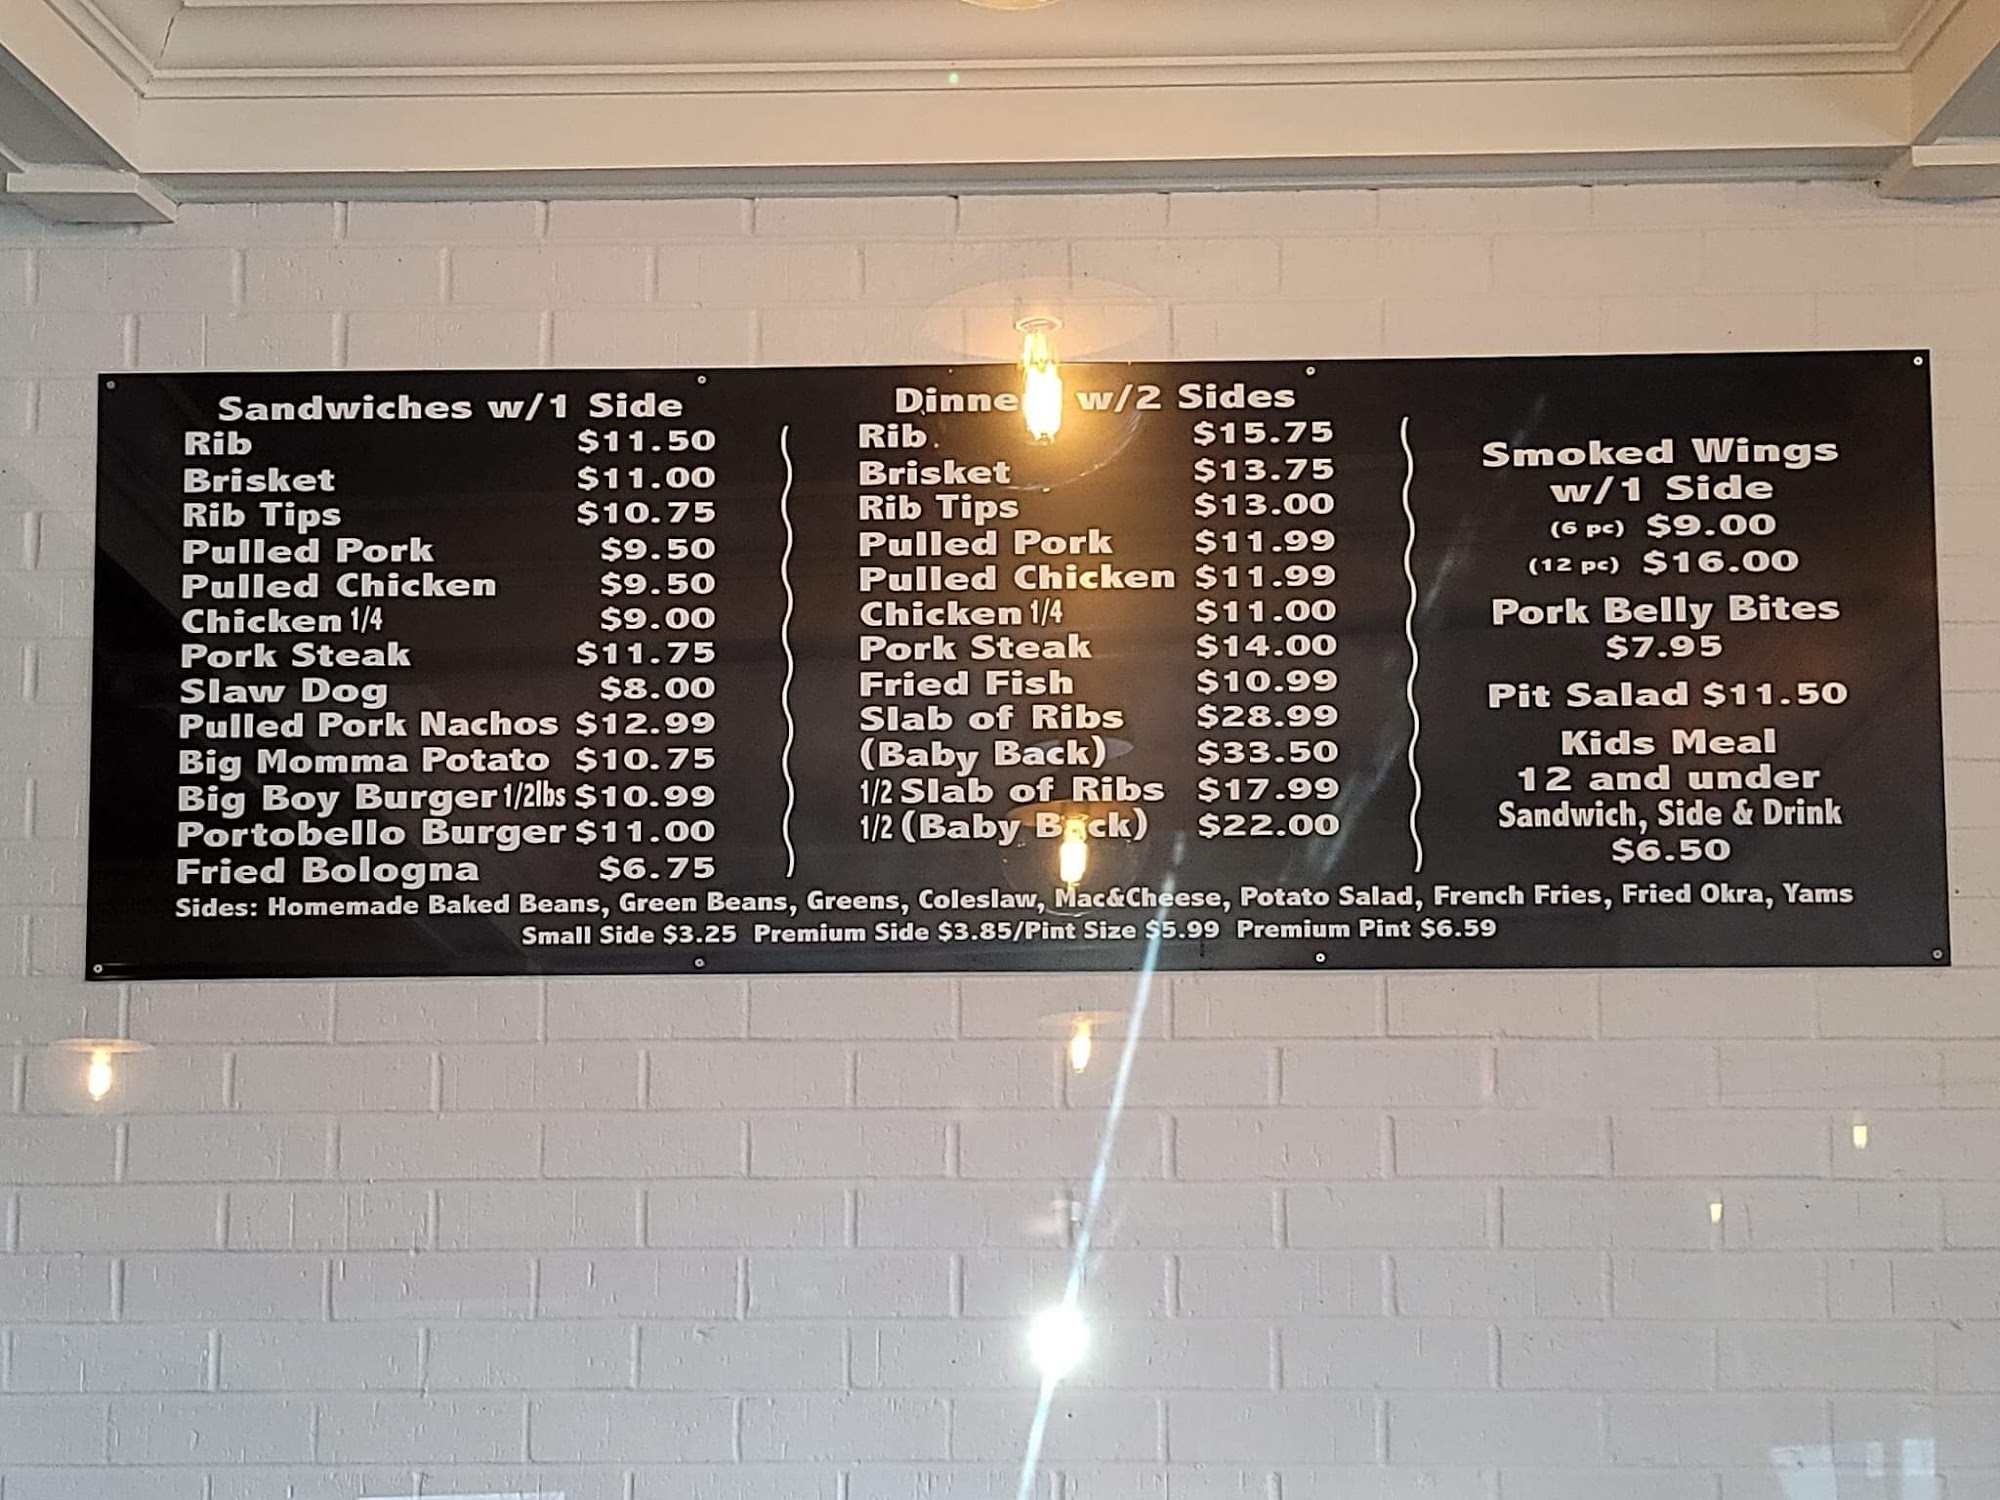 Sandwiches w/1 Side
Rib $11.50
Brisket $11.00
Rib Tips $10.75
Pulled Pork $9.50
Pulled Chicken $9.50
Chicken 1/4 $9.00
Pork Steak $11.75
Slaw Dog $8.00
Pulled Pork Nachos $12.99
Big Momma Potato $10.75
Big Boy Burger 1/2lbs $10.99
Portobello Burger $11.00
Fried Bologna $6.75
w/2 Sides
Rib $15.75
Brisket $13.75
Rib Tips $13.00
Pulled Pork $11.99
Pulled Chicken $11.99
Chicken 1/4 $11.00
Pork Steak $14.00
Fried Fish $10.99
Slab of Ribs $28.99
(Baby Back) $33.50
1/2 Slab of Ribs $17.99
1/2 (Baby Back) $22.00
Smoked Wings
w/1 Side
(6 pc) $9.00
(12 pc) $16.00
Pork Belly Bites
$7.95
Pit Salad $11.50
Kids Meal
12 and under
Sandwich, Side & Drink
$6.50
Sides: Homemade Baked Beans, Green Beans, Greens, Coleslaw, Mac&Cheese, Potato Salad, French Fries, Fried Okra, Yams
Small Side $3.25 Premium Side $3.85/Pint Size $5.99 Premium Pint $6.59